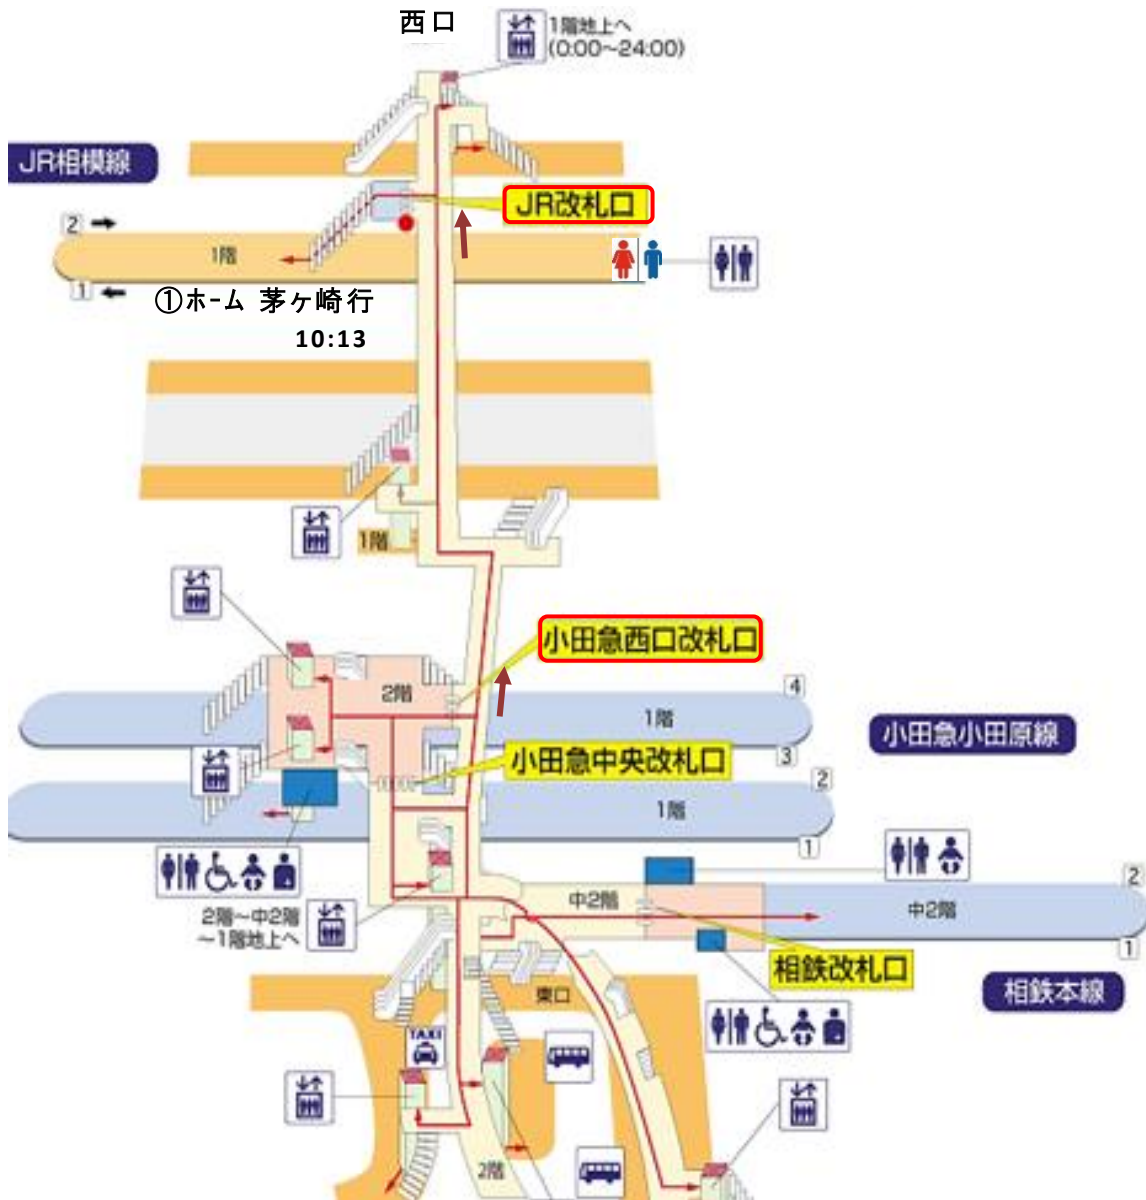 西口
1階地上へ
(0:00～24:00)
JR相模線
JR改札口
2
1階
1
①ホーム 茅ヶ崎行
10:13
1階
小田急西口改札口
2階
4
1階
3
小田急小田原線
小田急中央改札口
2
1階
1
2階～中2階
～1階地上へ
中2階
2
中2階
1
相鉄改札口
相鉄本線
東口
TAXI
2階